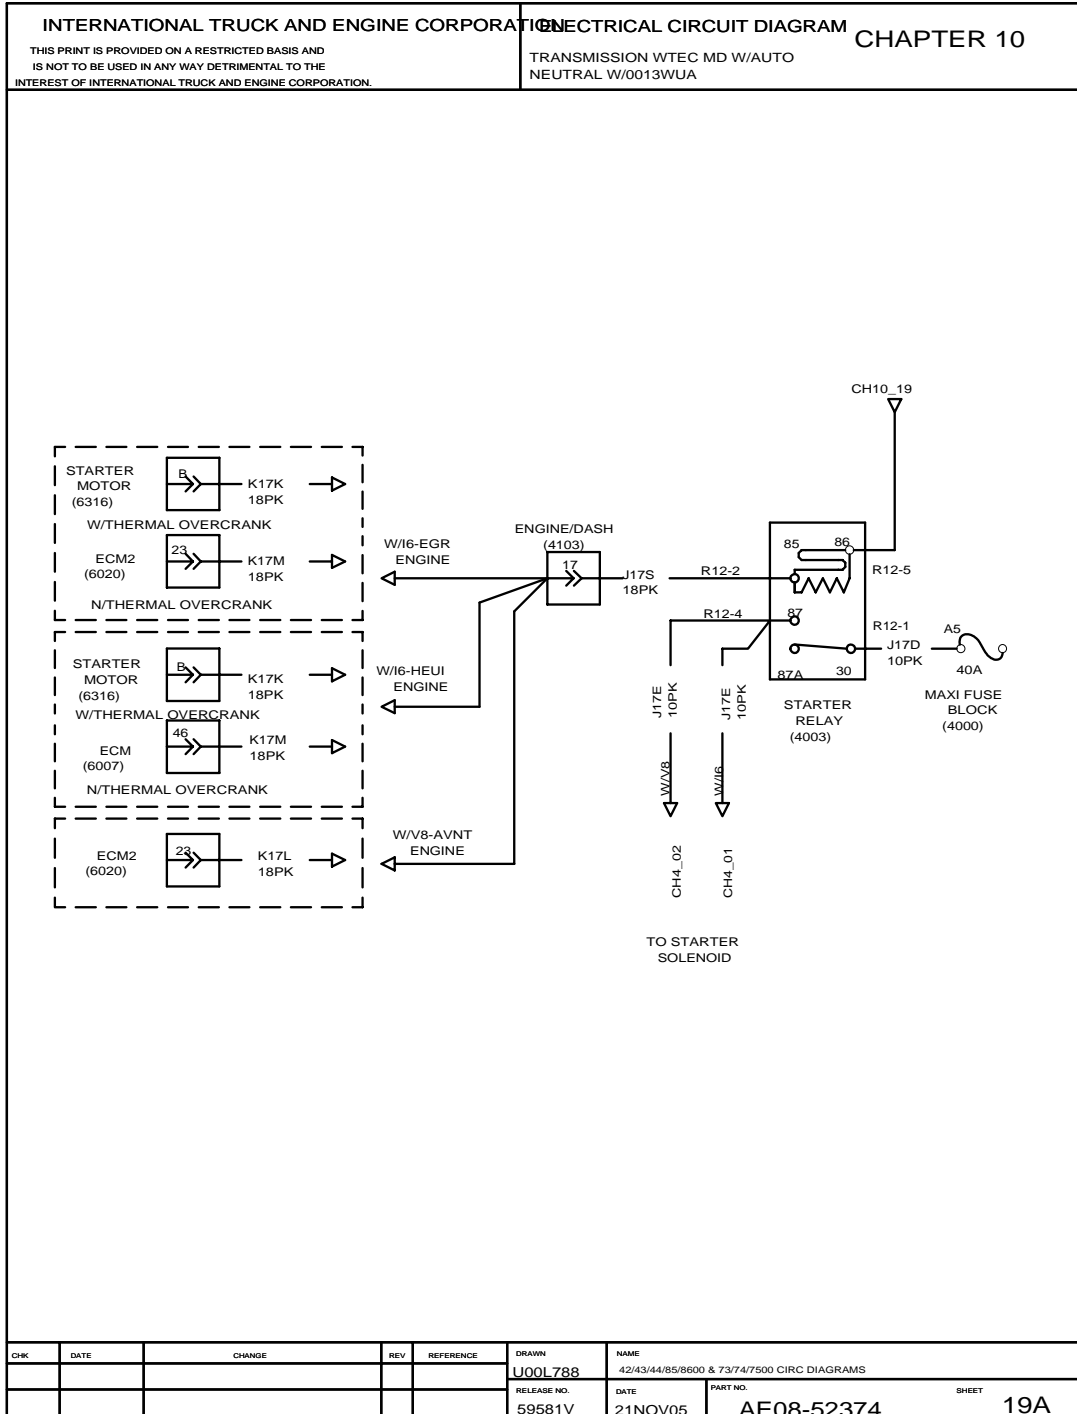 INTERNATIONAL TRUCK AND ENGINE CORPORATION
THIS PRINT IS PROVIDED ON A RESTRICTED BASIS AND
IS NOT TO BE USED IN ANY WAY DETRIMENTAL TO THE
INTEREST OF INTERNATIONAL TRUCK AND ENGINE CORPORATION.
ELECTRICAL CIRCUIT DIAGRAM
TRANSMISSION WTEC MD W/AUTO
NEUTRAL W/0013WUA
CHAPTER 10
CH10_19
STARTER
MOTOR
(6316)
B
K17K
18PK
W/THERMAL OVERCRANK
ECM2
(6020)
23
K17M
18PK
N/THERMAL OVERCRANK
W/I6-EGR
ENGINE
ENGINE/DASH
(4103)
17
J17S
18PK
R12-2
85
86
R12-5
R12-4
87
R12-1
J17D
10PK
A5
40A
87A
30
MAXI FUSE
BLOCK
(4000)
STARTER
RELAY
(4003)
STARTER
MOTOR
(6316)
B
K17K
18PK
W/THERMAL OVERCRANK
ECM
(6007)
46
K17M
18PK
N/THERMAL OVERCRANK
W/I6-HEUI
ENGINE
J17E
10PK
J17E
10PK
W/V8
W/I6
ECM2
(6020)
23
K17L
18PK
W/V8-AVNT
ENGINE
CH4_02
CH4_01
TO STARTER
SOLENOID
CHK
DATE
CHANGE
REV
REFERENCE
DRAWN
U00L788
NAME
42/43/44/85/8600 & 73/74/7500 CIRC DIAGRAMS
RELEASE NO.
59581V
DATE
21NOV05
PART NO.
AE08-52374
SHEET
19A